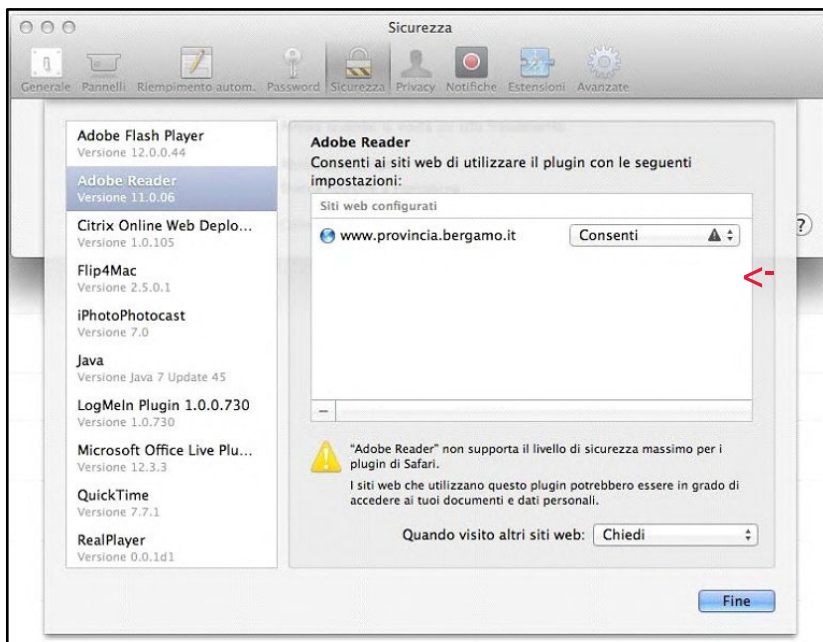 Sicurezza
Generale Pannelli Riempimento autom. Password Sicurezza Privacy Notifiche Estensioni Avanzate
Adobe Flash Player
Versione 12.0.0.44
Adobe Reader
Versione 11.0.06
Citrix Online Web Deplo...
Versione 1.0.105
Flip4Mac
Versione 2.5.0.1
iPhotoPhotocast
Versione 7.0
Java
Versione Java 7 Update 45
LogMeIn Plugin 1.0.0.730
Versione 1.0.730
Microsoft Office Live Plu...
Versione 12.3.3
QuickTime
Versione 7.7.1
RealPlayer
Versione 0.0.1d1
Adobe Reader
Consenti ai siti web di utilizzare il plugin con le seguenti
impostazioni:
Siti web configurati
www.provincia.bergamo.it Consenti
<-
?
"Adobe Reader" non supporta il livello di sicurezza massimo per i
plugin di Safari.
I siti web che utilizzano questo plugin potrebbero essere in grado di
accedere ai tuoi documenti e dati personali.
Quando visito altri siti web: Chiedi
Fine